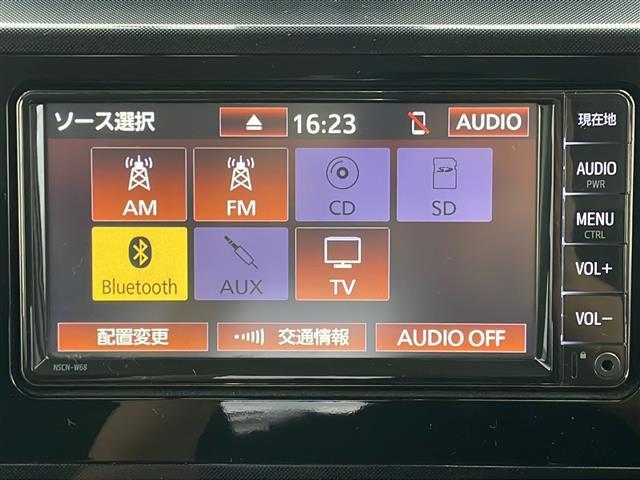 ソース選択
16:23
AUDIO
AM
FM
CD
SD
SD
Bluetooth
AUX
TV
配置変更
交通情報
AUDIO OFF
現在地
AUDIO
PWR
MENU
CTRL
VOL+
VOL−
NSCN-W68